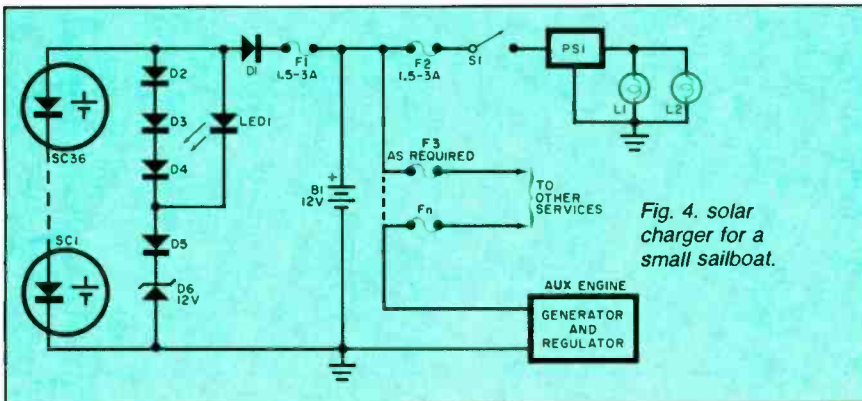 D1
F1
1.5-3A
F2
1.5-3A
S1
PS1
L1
L2
D2
D3
D4
LED1
SC36
F3
AS REQUIRED
TO
OTHER
SERVICES
B1
12V
+
Fn
SC1
D5
D6
12V
Fig. 4. solar
charger for a
small sailboat.
AUX ENGINE
GENERATOR
AND
REGULATOR